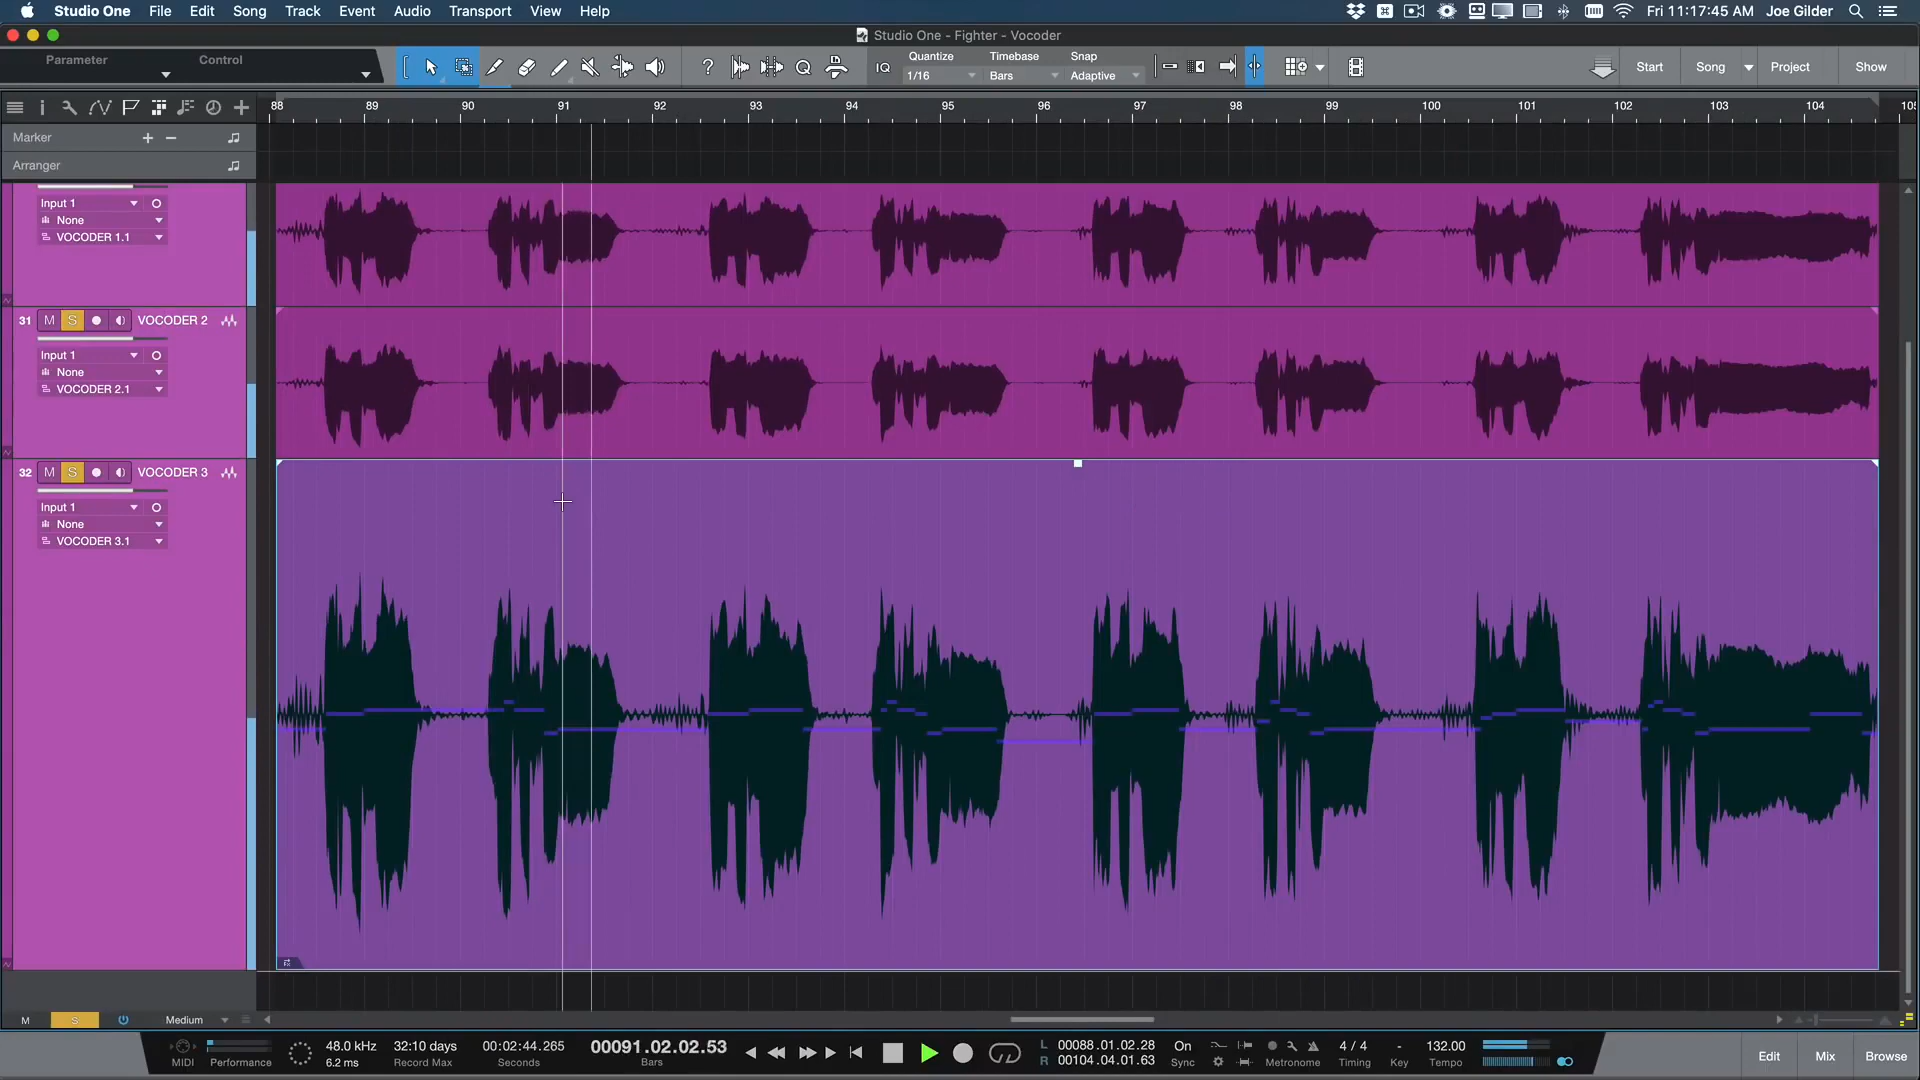 Studio One File Edit Song Track Event Audio Transport View Help Fri 11:17:45 AM Joe Gilder
Studio One - Fighter - Vocoder
Parameter Control
? Q IQ Quantize Timebase Snap
1/16 Bars Adaptive
Start Song Project Show
88 89 90 91 92 93 94 95 96 97 98 99 100 101 102 103 104
Marker + −
Arranger
Input 1
None
VOCODER 1.1
31 M S VOCODER 2
Input 1
None
VOCODER 2.1
32 M S VOCODER 3
Input 1
None
VOCODER 3.1
M S Medium
MIDI Performance
48.0 kHz
6.2 ms
32:10 days
Record Max
00:02:44.265
Seconds
00091.02.02.53
Bars
L 00088.01.02.28
R 00104.04.01.63
On
Sync
Metronome
4 / 4
Timing
-
Key
132.00
Tempo
Edit Mix Browse